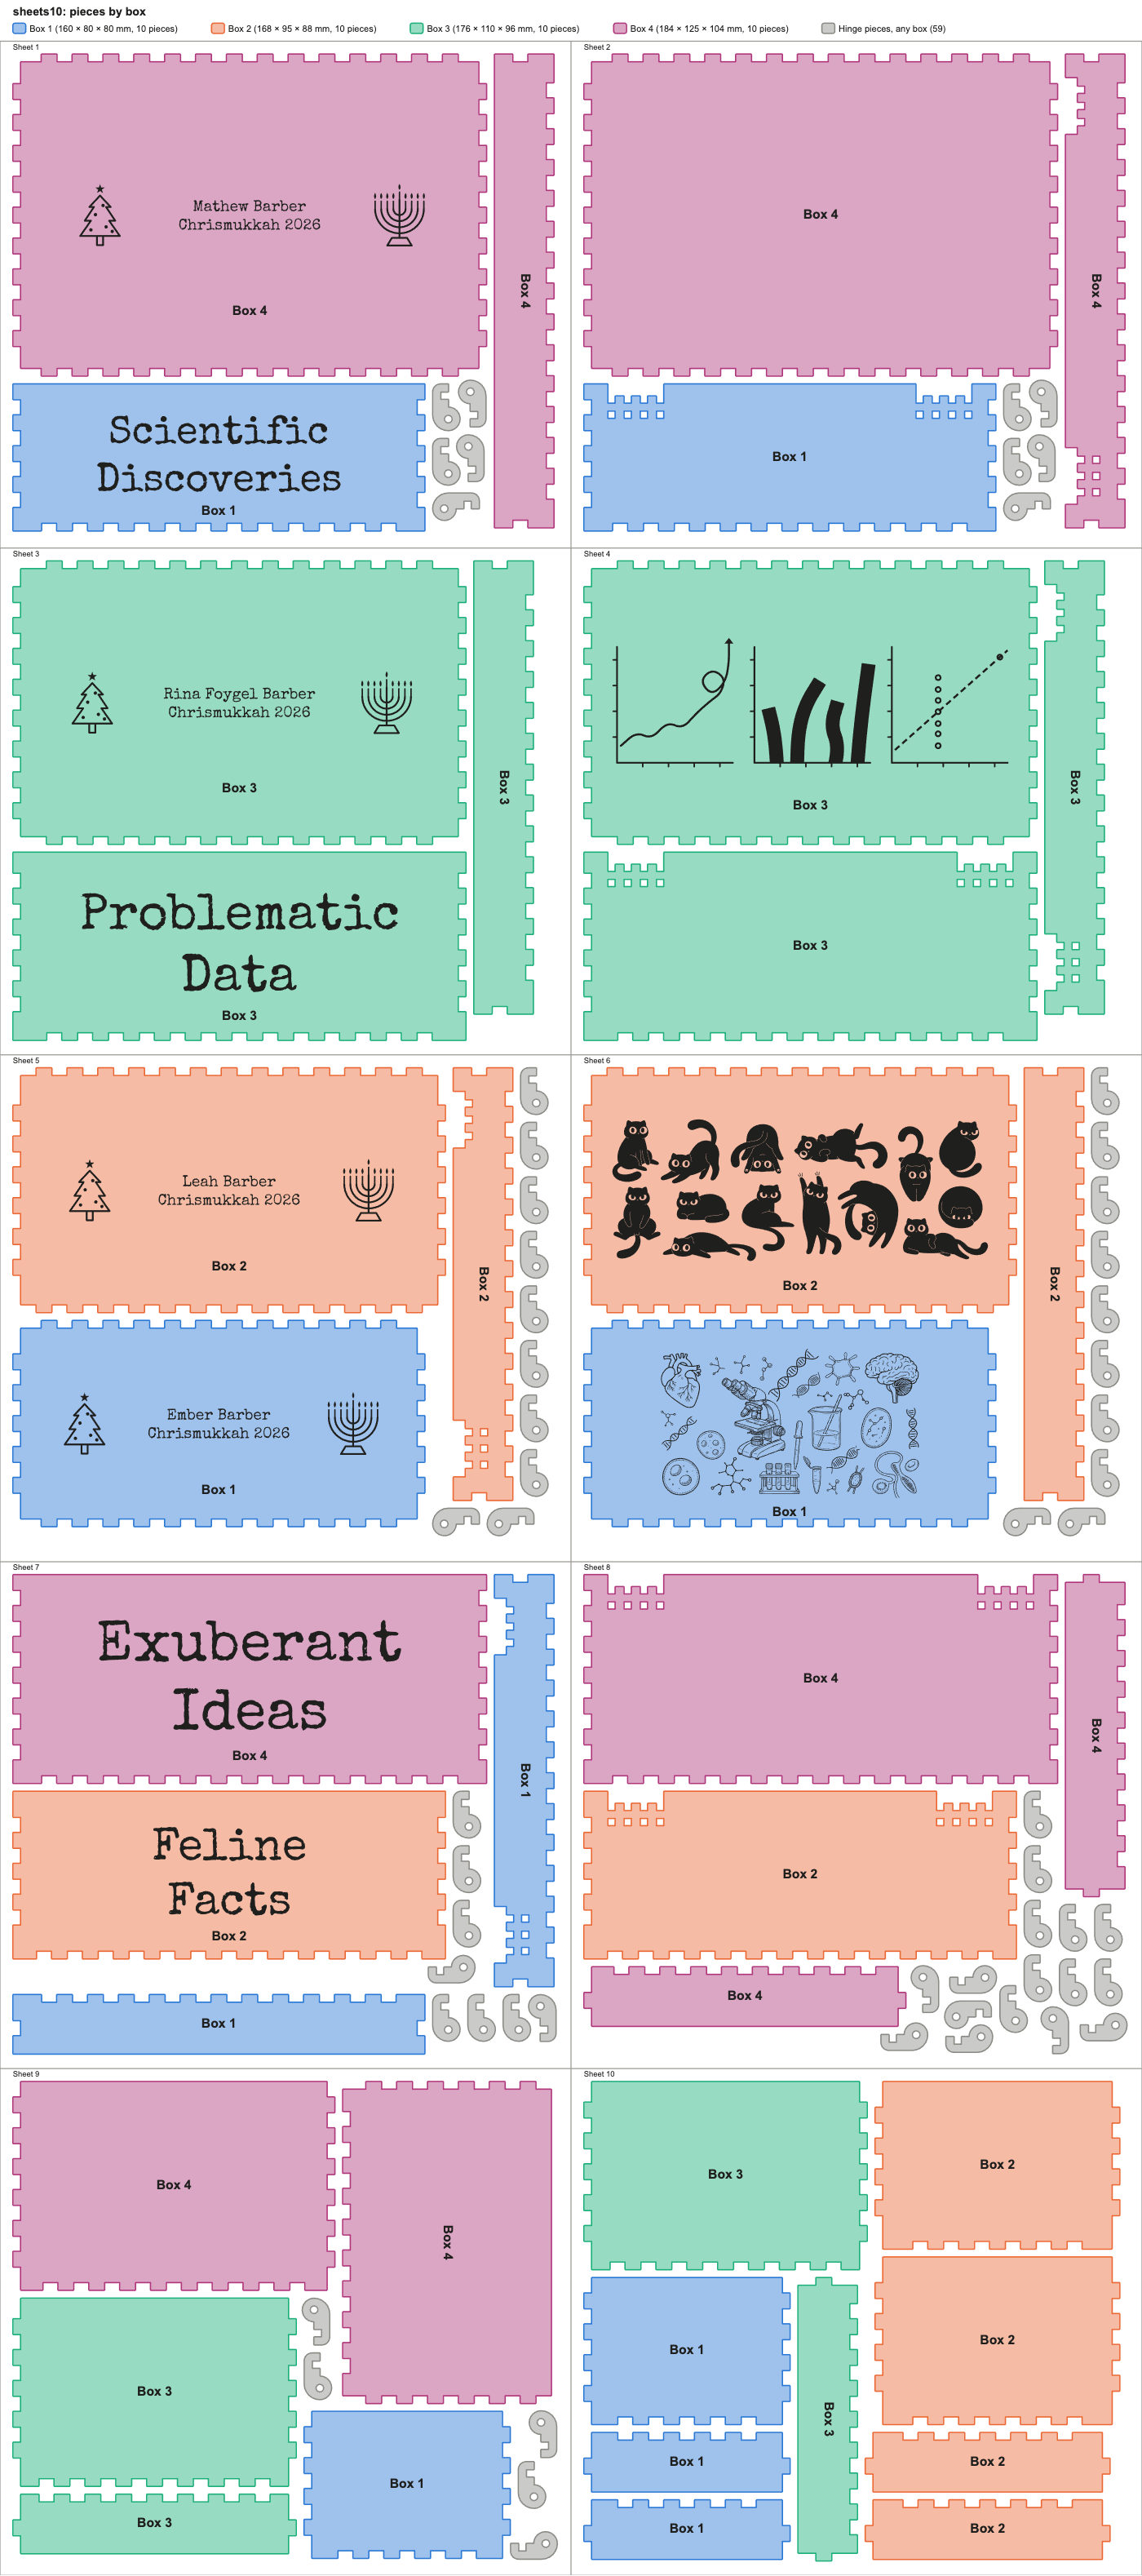 sheets10: pieces by box
Box 1 (160 × 80 × 80 mm, 10 pieces)
Box 2 (168 × 95 × 88 mm, 10 pieces)
Box 3 (176 × 110 × 96 mm, 10 pieces)
Box 4 (184 × 125 × 104 mm, 10 pieces)
Hinge pieces, any box (59)
Sheet 1
Mathew Barber
Chrismukkah 2026
Box 4
Box 4
Scientific
Discoveries
Box 1
Sheet 2
Box 4
Box 4
Box 1
Sheet 3
Rina Foygel Barber
Chrismukkah 2026
Box 3
Box 3
Problematic
Data
Box 3
Sheet 4
Box 3
Box 3
Box 3
Sheet 5
Leah Barber
Chrismukkah 2026
Box 2
Box 2
Ember Barber
Chrismukkah 2026
Box 1
Sheet 6
Box 2
Box 2
Box 1
Sheet 7
Exuberant
Ideas
Box 4
Box 1
Feline
Facts
Box 2
Box 1
Sheet 8
Box 4
Box 4
Box 2
Box 4
Sheet 9
Box 4
Box 4
Box 3
Box 1
Box 3
Sheet 10
Box 3
Box 2
Box 1
Box 2
Box 3
Box 1
Box 2
Box 1
Box 2